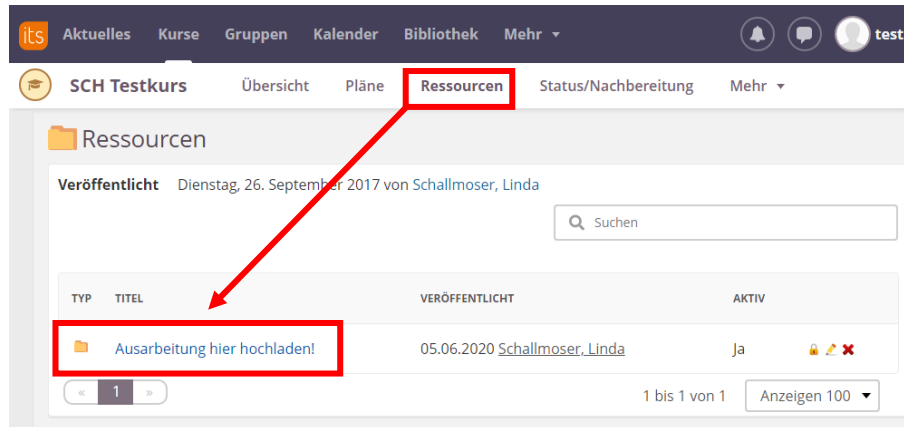 its Aktuelles Kurse Gruppen Kalender Bibliothek Mehr test
SCH Testkurs Übersicht Pläne Ressourcen Status/Nachbereitung Mehr
Ressourcen
Veröffentlicht Dienstag, 26. September 2017 von Schallmoser, Linda
Suchen
TYP TITEL VERÖFFENTLICHT AKTIV
Ausarbeitung hier hochladen! 05.06.2020 Schallmoser, Linda Ja
« 1 » 1 bis 1 von 1 Anzeigen 100